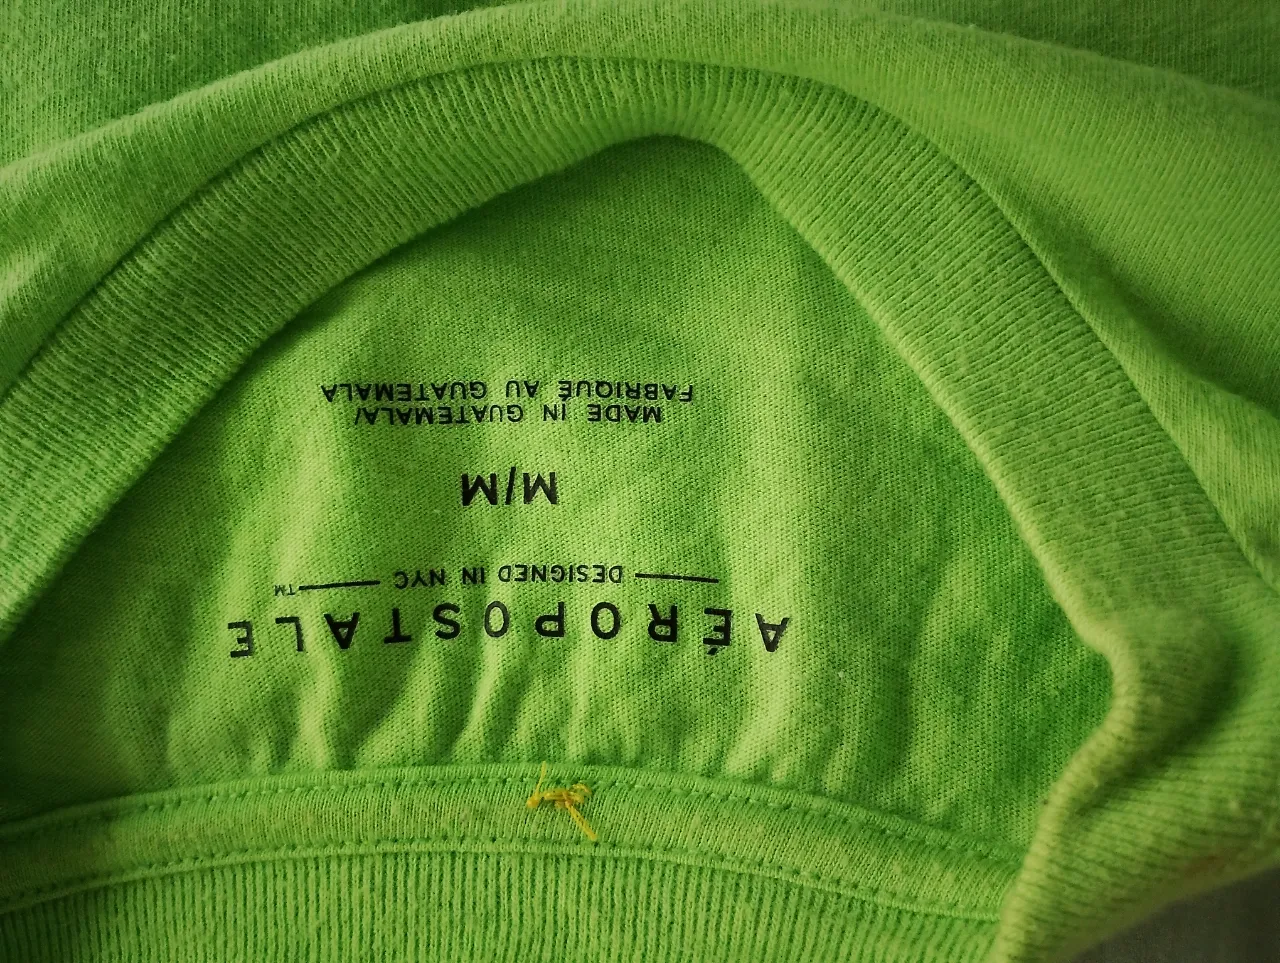 AÉROPOSTALE
DESIGNED IN NYC ™
M/M
MADE IN GUATEMALA/
FABRIQUÉ AU GUATEMALA